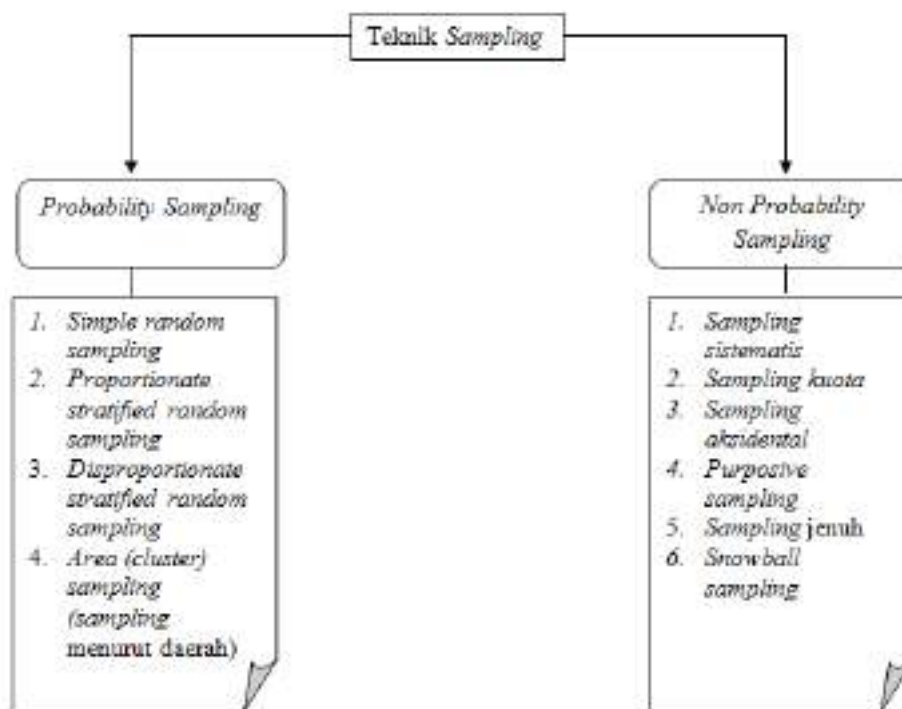 Teknik Sampling
Probability Sampling
1. Simple random
sampling
2. Proportionate
stratified random
sampling
3. Disproportionate
stratified random
sampling
4. Area (cluster)
sampling
(sampling
menurut daerah)
Non Probability
Sampling
1. Sampling
sistematis
2. Sampling kuota
3. Sampling
aksidental
4. Purposive
sampling
5. Sampling jenuh
6. Snowball
sampling